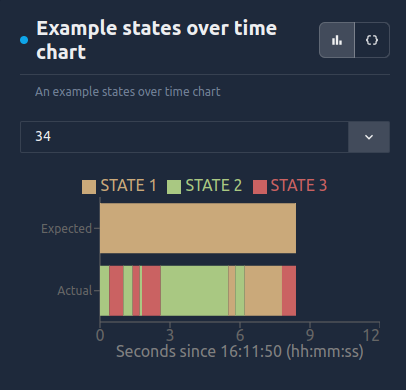 Example states over time
chart
An example states over time chart
34
STATE 1 STATE 2 STATE 3
Expected
Actual
0 3 6 9 12
Seconds since 16:11:50 (hh:mm:ss)